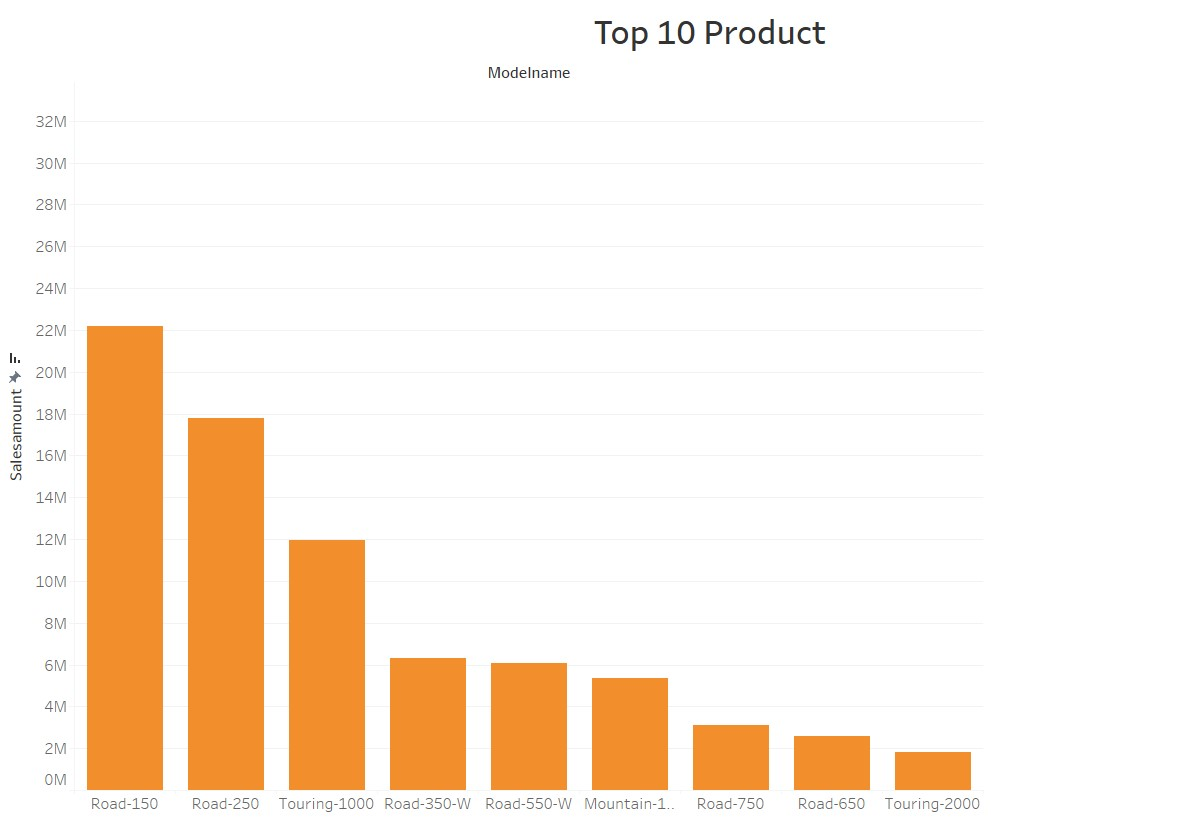 Top 10 Product
Modelname
32M
30M
28M
26M
24M
22M
20M
18M
16M
14M
12M
10M
8M
6M
4M
2M
0M
Salesamount
Road-150 Road-250 Touring-1000 Road-350-W Road-550-W Mountain-1.. Road-750 Road-650 Touring-2000